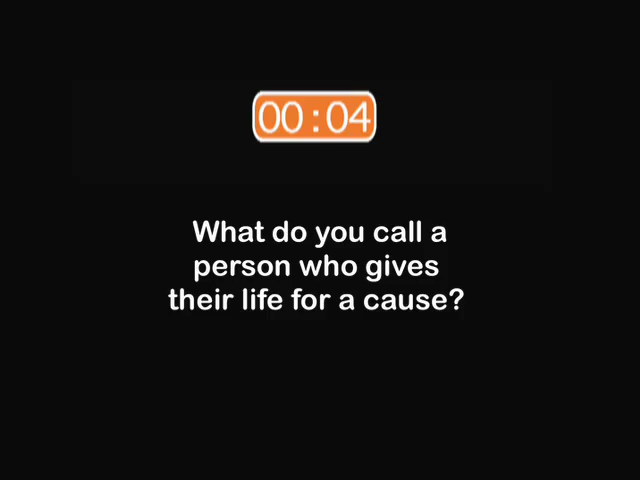 00:04
What do you call a
person who gives
their life for a cause?